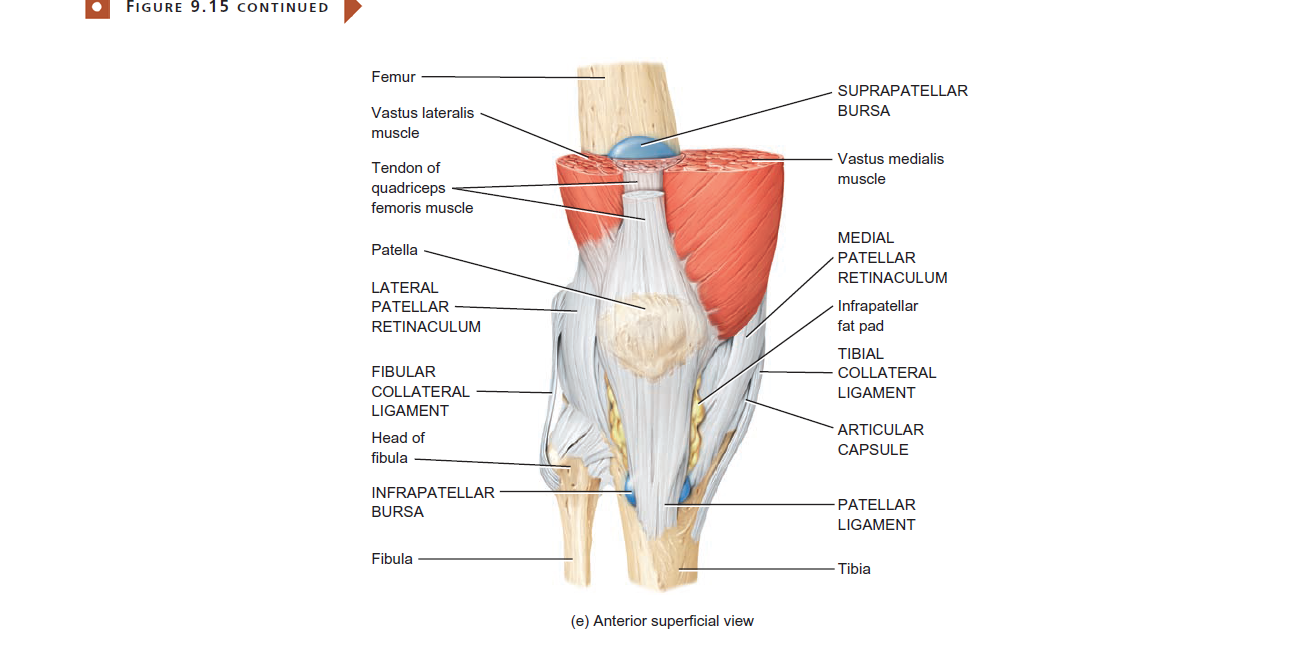 FIGURE 9.15 CONTINUED
Femur
Vastus lateralis
muscle
Tendon of
quadriceps
femoris muscle
Patella
LATERAL
PATELLAR
RETINACULUM
FIBULAR
COLLATERAL
LIGAMENT
Head of
fibula
INFRAPATELLAR
BURSA
Fibula
SUPRAPATELLAR
BURSA
Vastus medialis
muscle
MEDIAL
PATELLAR
RETINACULUM
Infrapatellar
fat pad
TIBIAL
COLLATERAL
LIGAMENT
ARTICULAR
CAPSULE
PATELLAR
LIGAMENT
Tibia
(e) Anterior superficial view